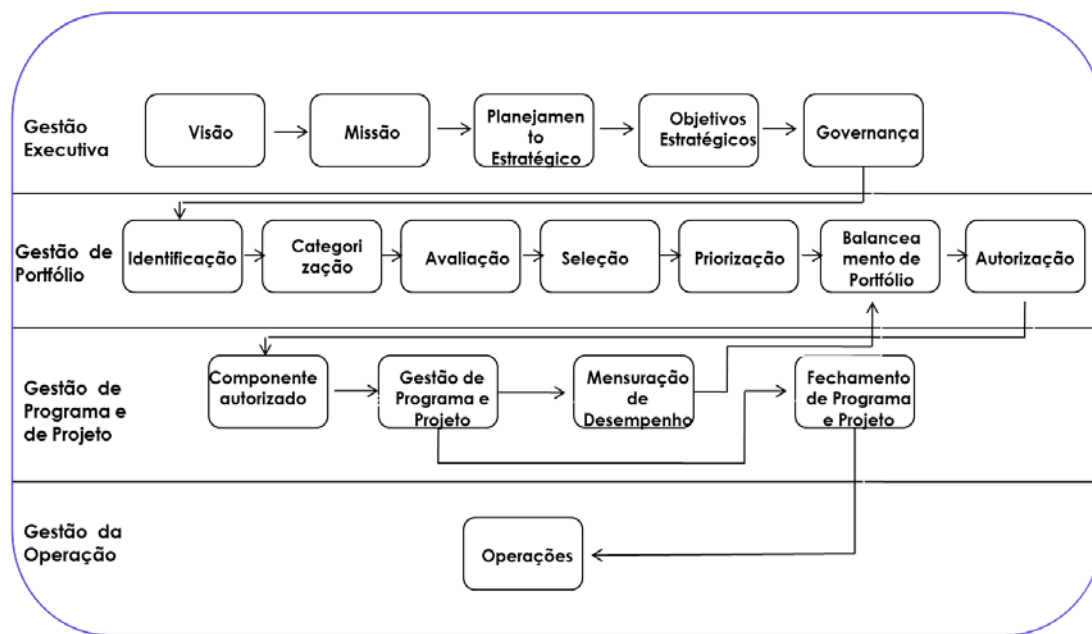 Gestão
Executiva
Visão
Missão
Planejamen
to
Estratégico
Objetivos
Estratégicos
Governança
Gestão de
Portfólio
Identificação
Categori
zação
Avaliação
Seleção
Priorização
Balancea
mento de
Portfólio
Autorização
Gestão de
Programa e
de Projeto
Componente
autorizado
Gestão de
Programa e
Projeto
Mensuração
de
Desempenho
Fechamento
de Programa
e Projeto
Gestão da
Operação
Operações